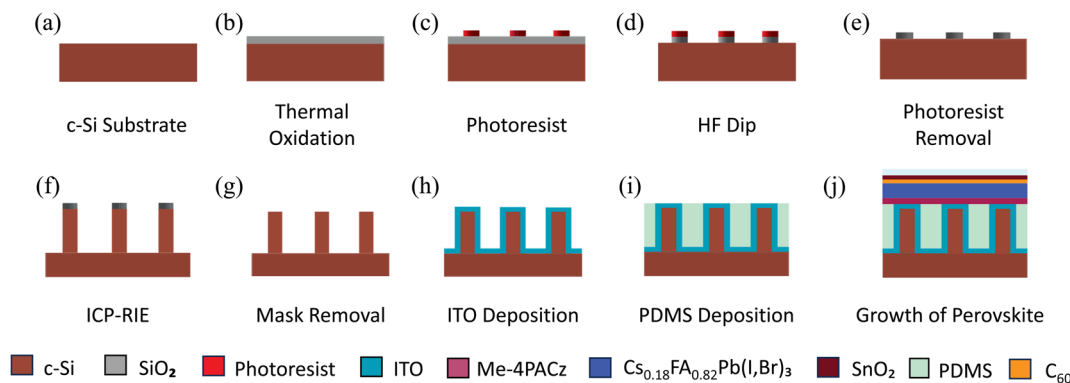 (a) (b) (c) (d) (e)
c-Si Substrate
Thermal
Oxidation
Photoresist
HF Dip
Photoresist
Removal
(f) (g) (h) (i) (j)
ICP-RIE
Mask Removal
ITO Deposition
PDMS Deposition
Growth of Perovskite
c-Si SiO₂ Photoresist ITO Me-4PACz Cs₀.₁₈FA₀.₈₂Pb(I,Br)₃ SnO₂ PDMS C₆₀